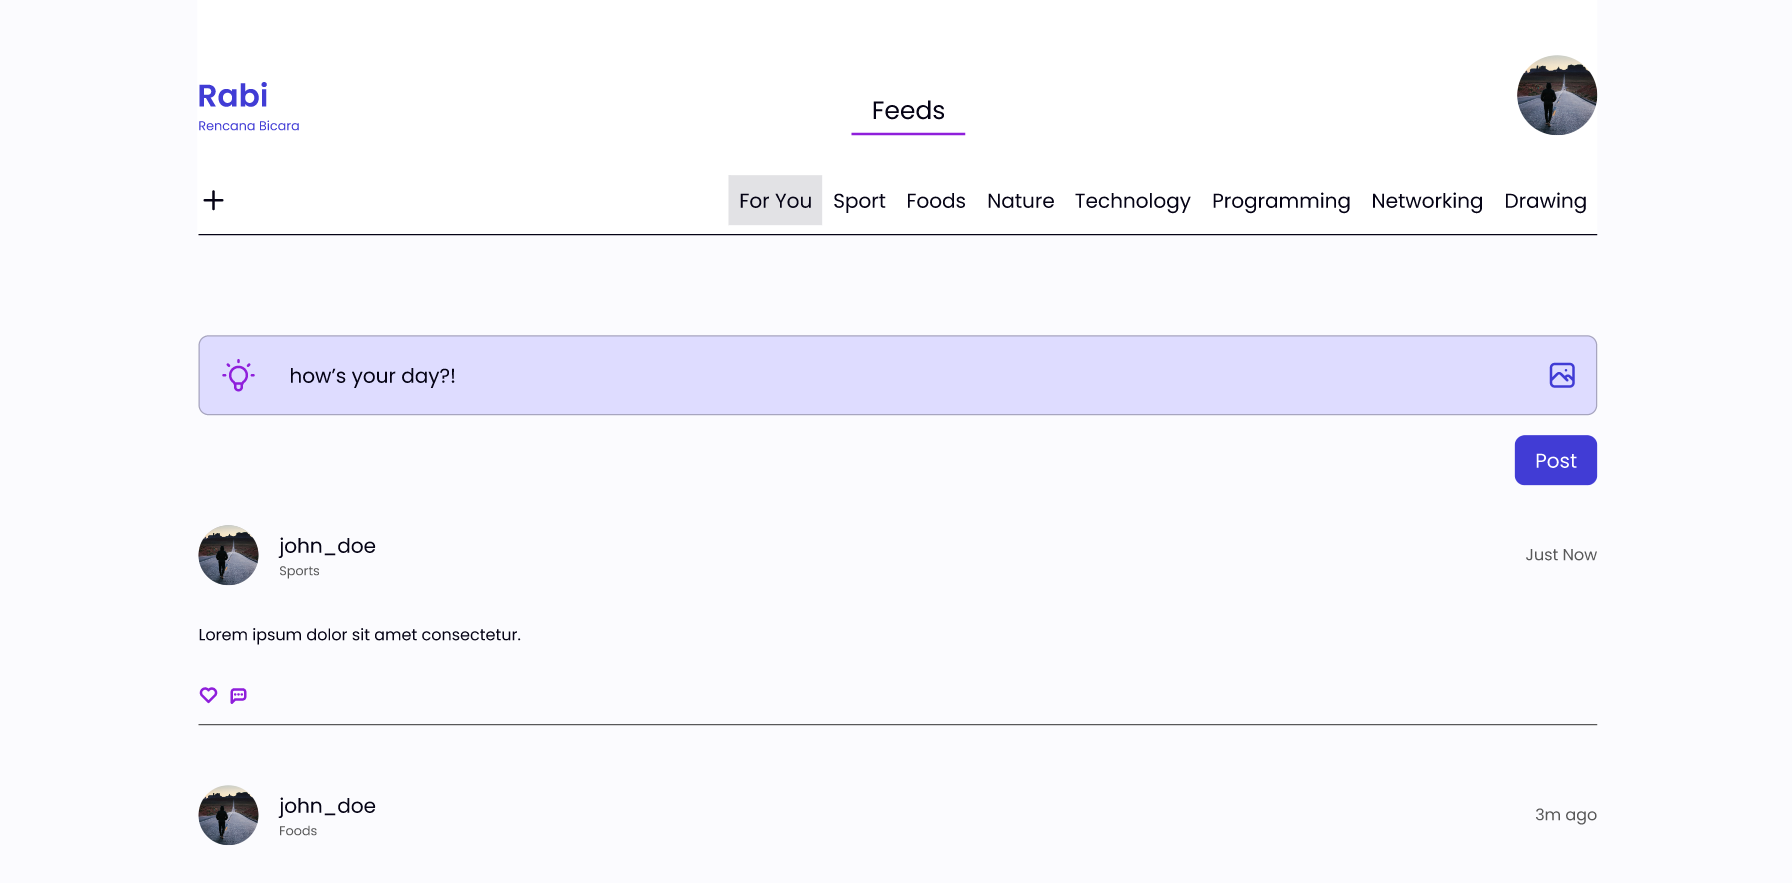 Rabi
Rencana Bicara
Feeds
For You Sport Foods Nature Technology Programming Networking Drawing
how’s your day?!
Post
john_doe
Sports
Just Now
Lorem ipsum dolor sit amet consectetur.
john_doe
Foods
3m ago